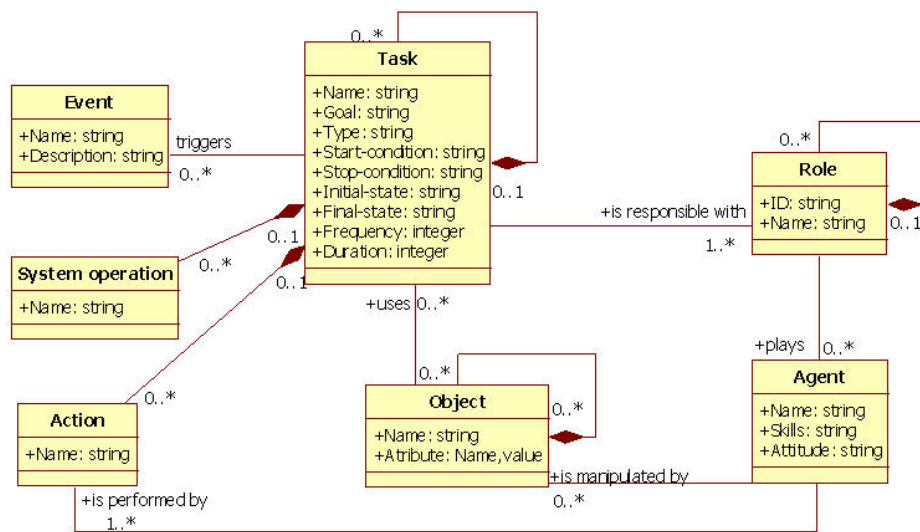 0..*
Task
+Name: string
+Goal: string
+Type: string
+Start-condition: string
+Stop-condition: string
+Initial-state: string
+Final-state: string
+Frequency: integer
+Duration: integer
0..1
Event
+Name: string
+Description: string
triggers
0..*
0..*
Role
+ID: string
+Name: string
0..1
+is responsible with
1..*
0..1
0..*
System operation
+Name: string
0..1
+uses
0..*
+plays
0..*
0..*
0..*
Action
+Name: string
Object
+Name: string
+Atribute: Name,value
0..*
Agent
+Name: string
+Skills: string
+Attitude: string
+is manipulated by
0..*
+is performed by
1..*